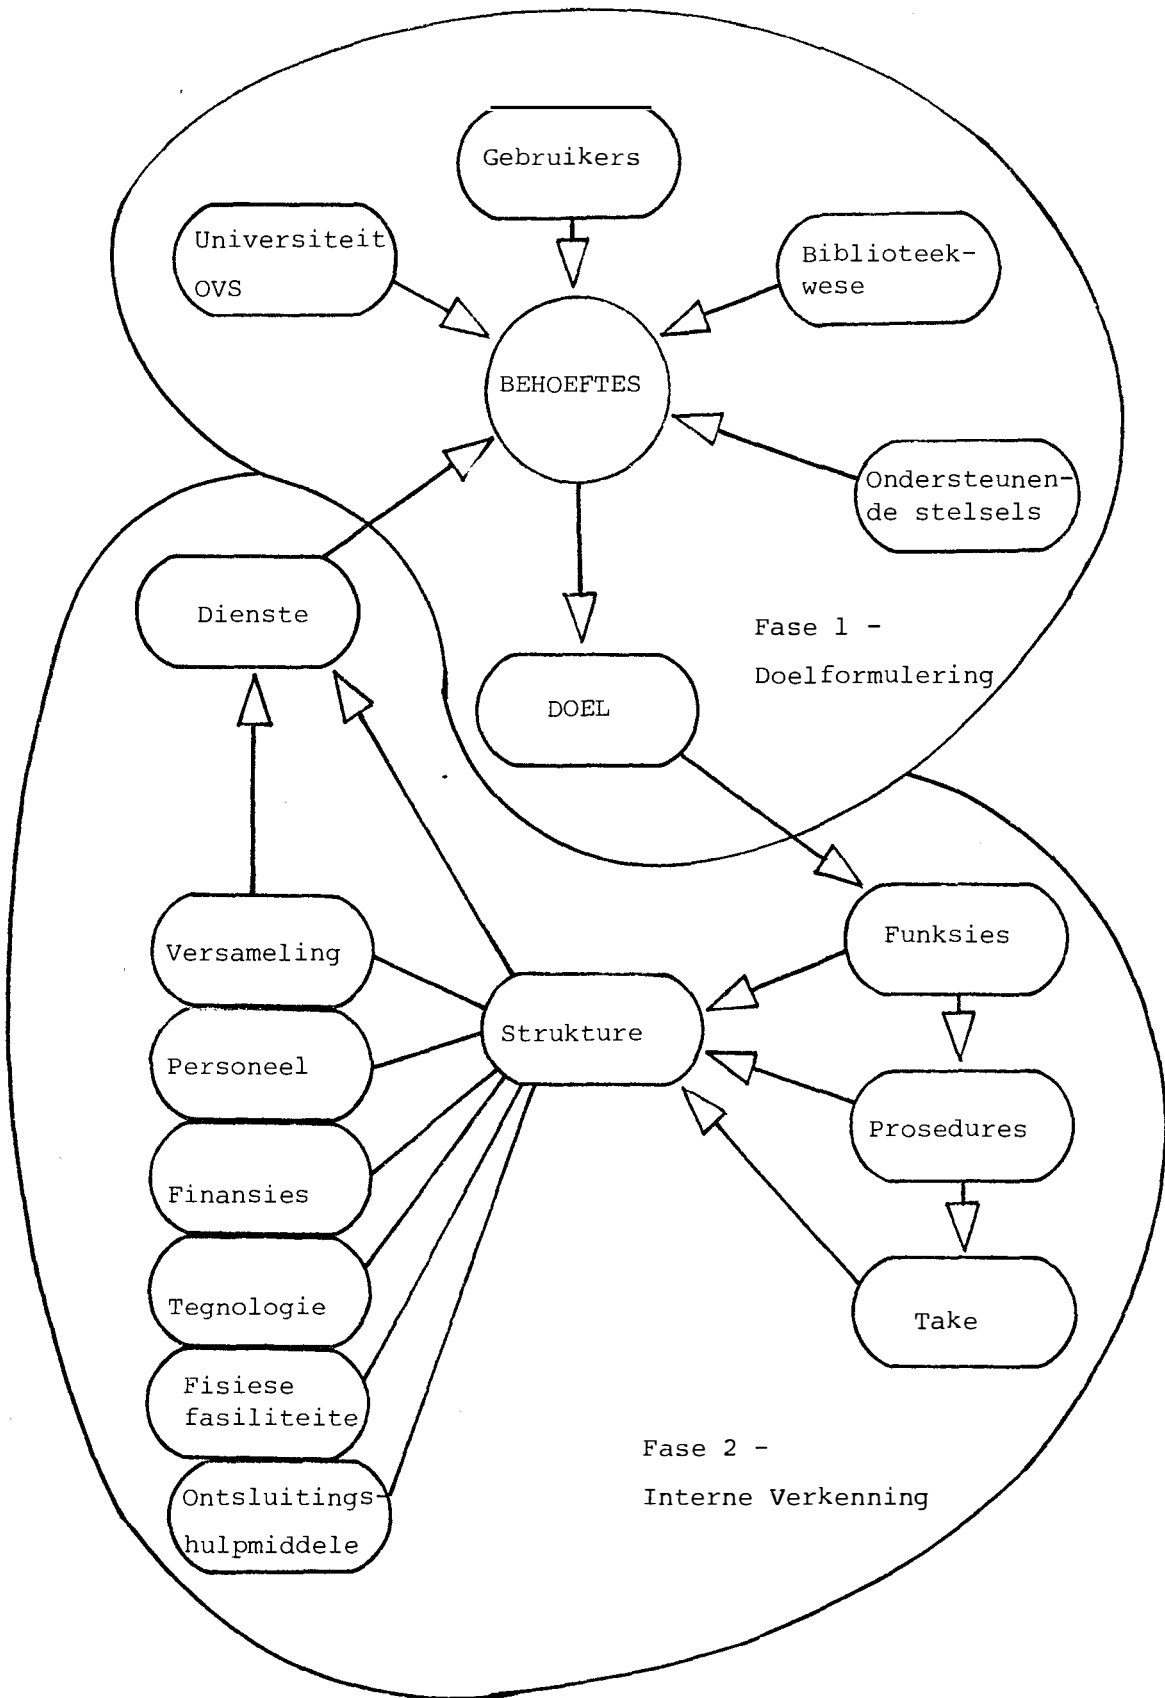 Gebruikers
Universiteit
OVS
Biblioteek-
wese
BEHOEFTES
Ondersteunen-
de stelsels
Dienste
Fase 1 -
Doelformulering
DOEL
Versameling
Funksies
Strukture
Personeel
Prosedures
Finansies
Tegnologie
Take
Fisiese
fasiliteite
Fase 2 -
Interne Verkenning
Ontsluitings-
hulpmiddele